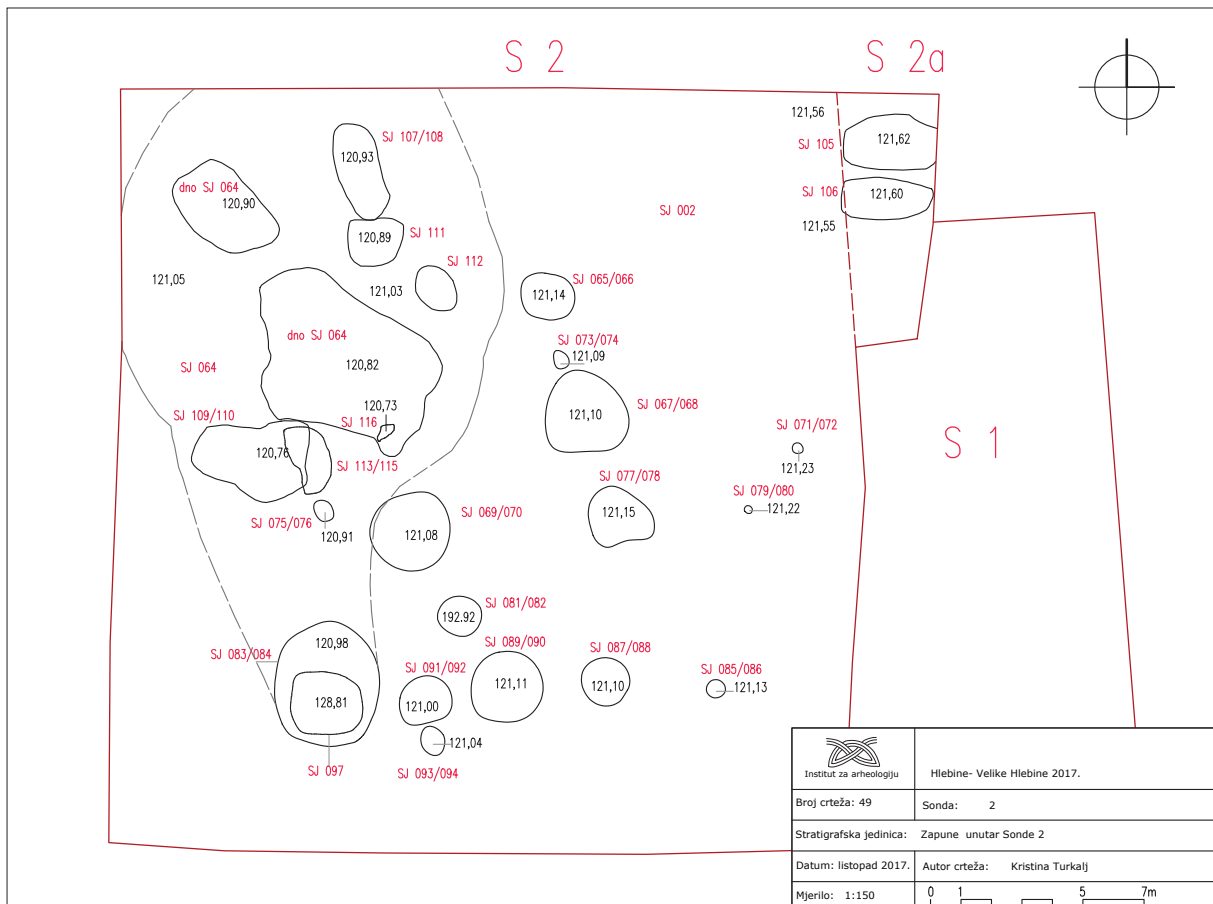 S 2
S 2a
121,56
SJ 107/108
SJ 105
121,62
120,93
dno SJ 064
SJ 106
121,60
120,90
SJ 002
121,55
120,89
SJ 111
SJ 112
121,05
121,03
SJ 065/066
121,14
dno SJ 064
SJ 073/074
121,09
SJ 064
120,82
120,73
SJ 067/068
SJ 109/110
121,10
SJ 116
SJ 071/072
S 1
120,76
SJ 113/115
121,23
SJ 077/078
SJ 079/080
SJ 069/070
121,15
121,22
SJ 075/076
120,91
121,08
SJ 081/082
192.92
120,98
SJ 089/090
SJ 087/088
SJ 083/084
SJ 091/092
SJ 085/086
121,11
121,10
121,13
128,81
121,00
121,04
SJ 097
SJ 093/094
Institut za arheologiju
Hlebine- Velike Hlebine 2017.
Broj crteža: 49
Sonda: 2
Stratigrafska jedinica: Zapune unutar Sonde 2
Datum: listopad 2017.
Autor crteža: Kristina Turkalj
Mjerilo: 1:150
0 1 5 7m